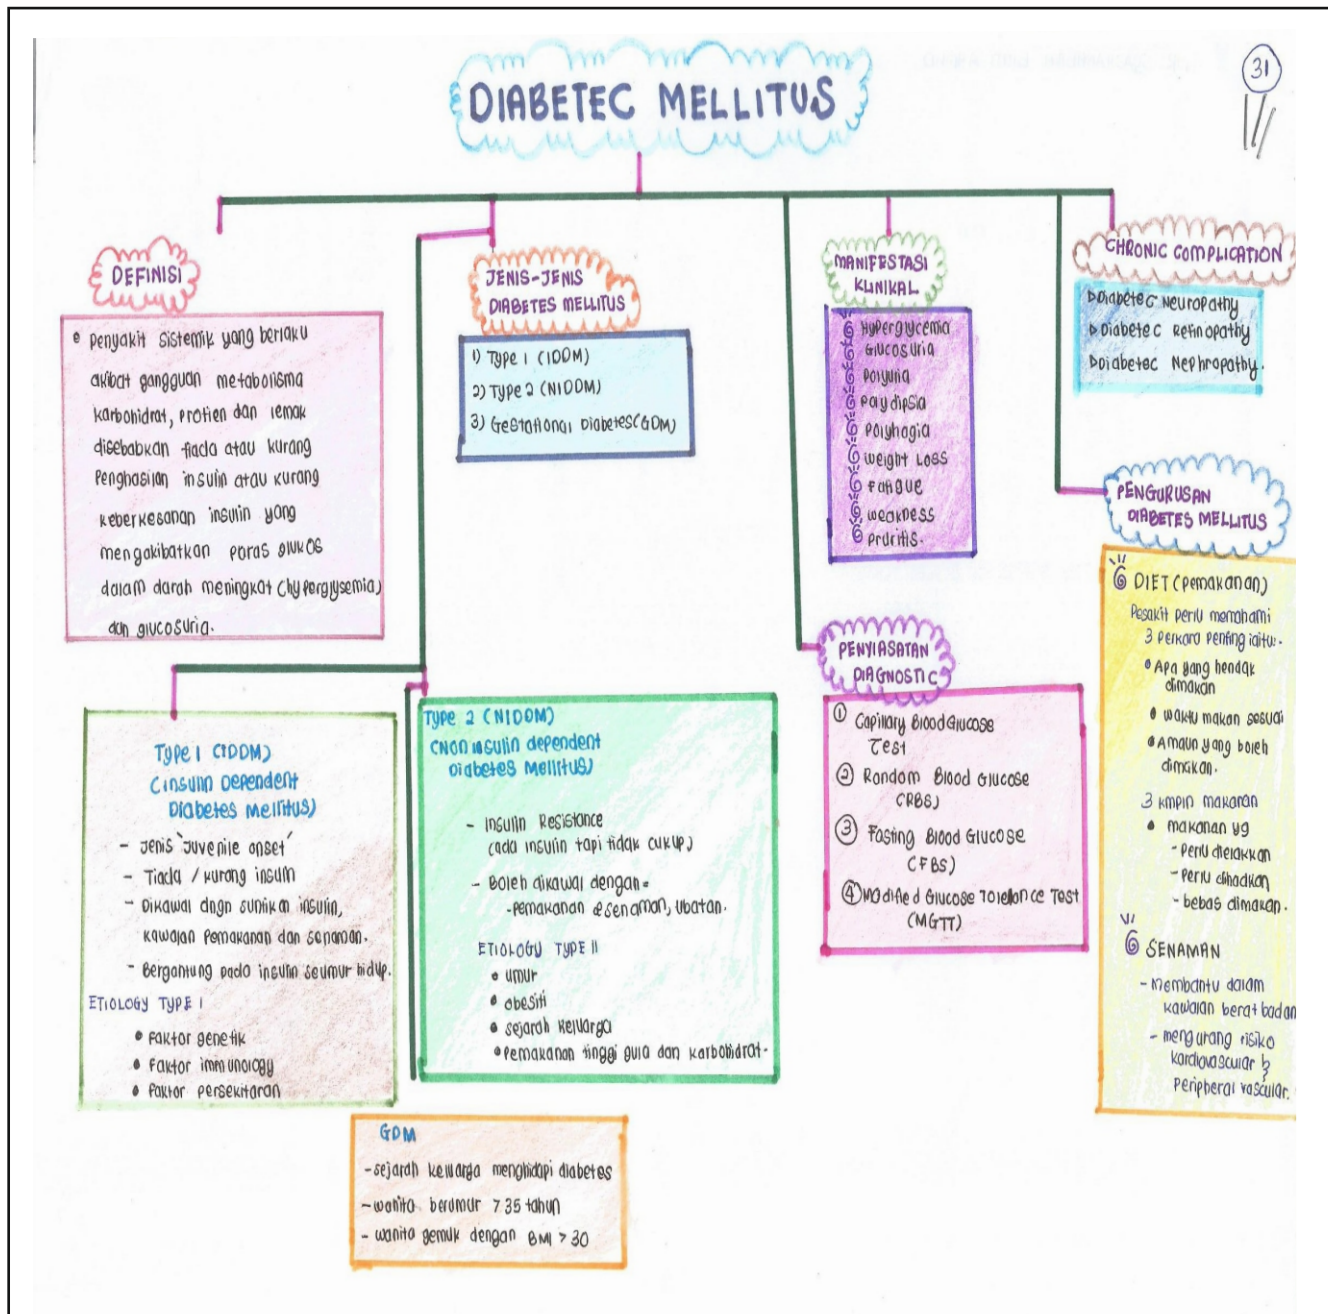 DIABETEC MELLITUS
31
DEFINISI
• Penyakit sistemik yang berlaku
akibat gangguan metabolisma
karbohidrat, protien dan lemak
disebabkan tiada atau kurang
Penghasilan insulin atau kurang
keberkesanan insulin yang
mengakibatkan paras glukos
dalam darah meningkat (hyperglysemia)
dan glucosuria.
JENIS-JENIS
DIABETES MELLITUS
1) Type 1 (IDDM)
2) Type 2 (NIDDM)
3) Gestational Diabetes (GDM)
MANIFESTASI
KLINIKAL
Hyperglycemia
Glucosuria
Polyuria
Polydipsia
Polyhagia
Weight Loss
Fatigue
Weakness
Pruritis.
CHRONIC COMPLICATION
Diabetec Neuropathy
Diabetec Retinopathy
Diabetec Nephropathy.
PENGURUSAN
DIABETES MELLITUS
DIET (Pemakanan)
Pesakit perlu memahami
3 Perkara Penting iaitu:-
• Apa yang hendak
dimakan
• waktu makan sesuai
• Amaun yang boleh
dimakan.
3 kmpln makanan
• makanan yg
- Perlu dielakkan
- Perlu dihadkan
- bebas dimakan.
SENAMAN
- Membantu dalam
kawalan berat badan
- mengurang risiko
kardiovascular &
Peripheral vascular.
PENYIASATAN
DIAGNOSTIC
① Capillary Blood Glucose
Test
② Random Blood Glucose
(RBS)
③ Fasting Blood Glucose
(FBS)
④ Modified Glucose Tolerance Test
(MGTT)
Type 1 (IDDM)
(insulin Dependent
Diabetes Mellitus)
- Jenis 'Juvenile onset'
- Tiada / kurang insulin
- Dikawal dngn suntikan insulin,
kawalan Pemakanan dan senaman.
- Bergantung pada insulin seumur hidup.
ETIOLOGY TYPE I
• Faktor genetik
• Faktor immunology
• Faktor persekitaran
Type 2 (NIDDM)
(Non insulin dependent
Diabetes Mellitus)
- Insulin Resistance
(ada insulin tapi tidak cukup)
- Boleh dikawal dengan =
- Pemakanan & senaman, ubatan.
ETIOLOGY TYPE II
• umur
• obesiti
• sejarah keluarga
• Pemakanan tinggi gula dan karbohidrat.
GDM
- sejarah keluarga menghidapi diabetes
- wanita berumur > 35 tahun
- wanita gemuk dengan BMI > 30